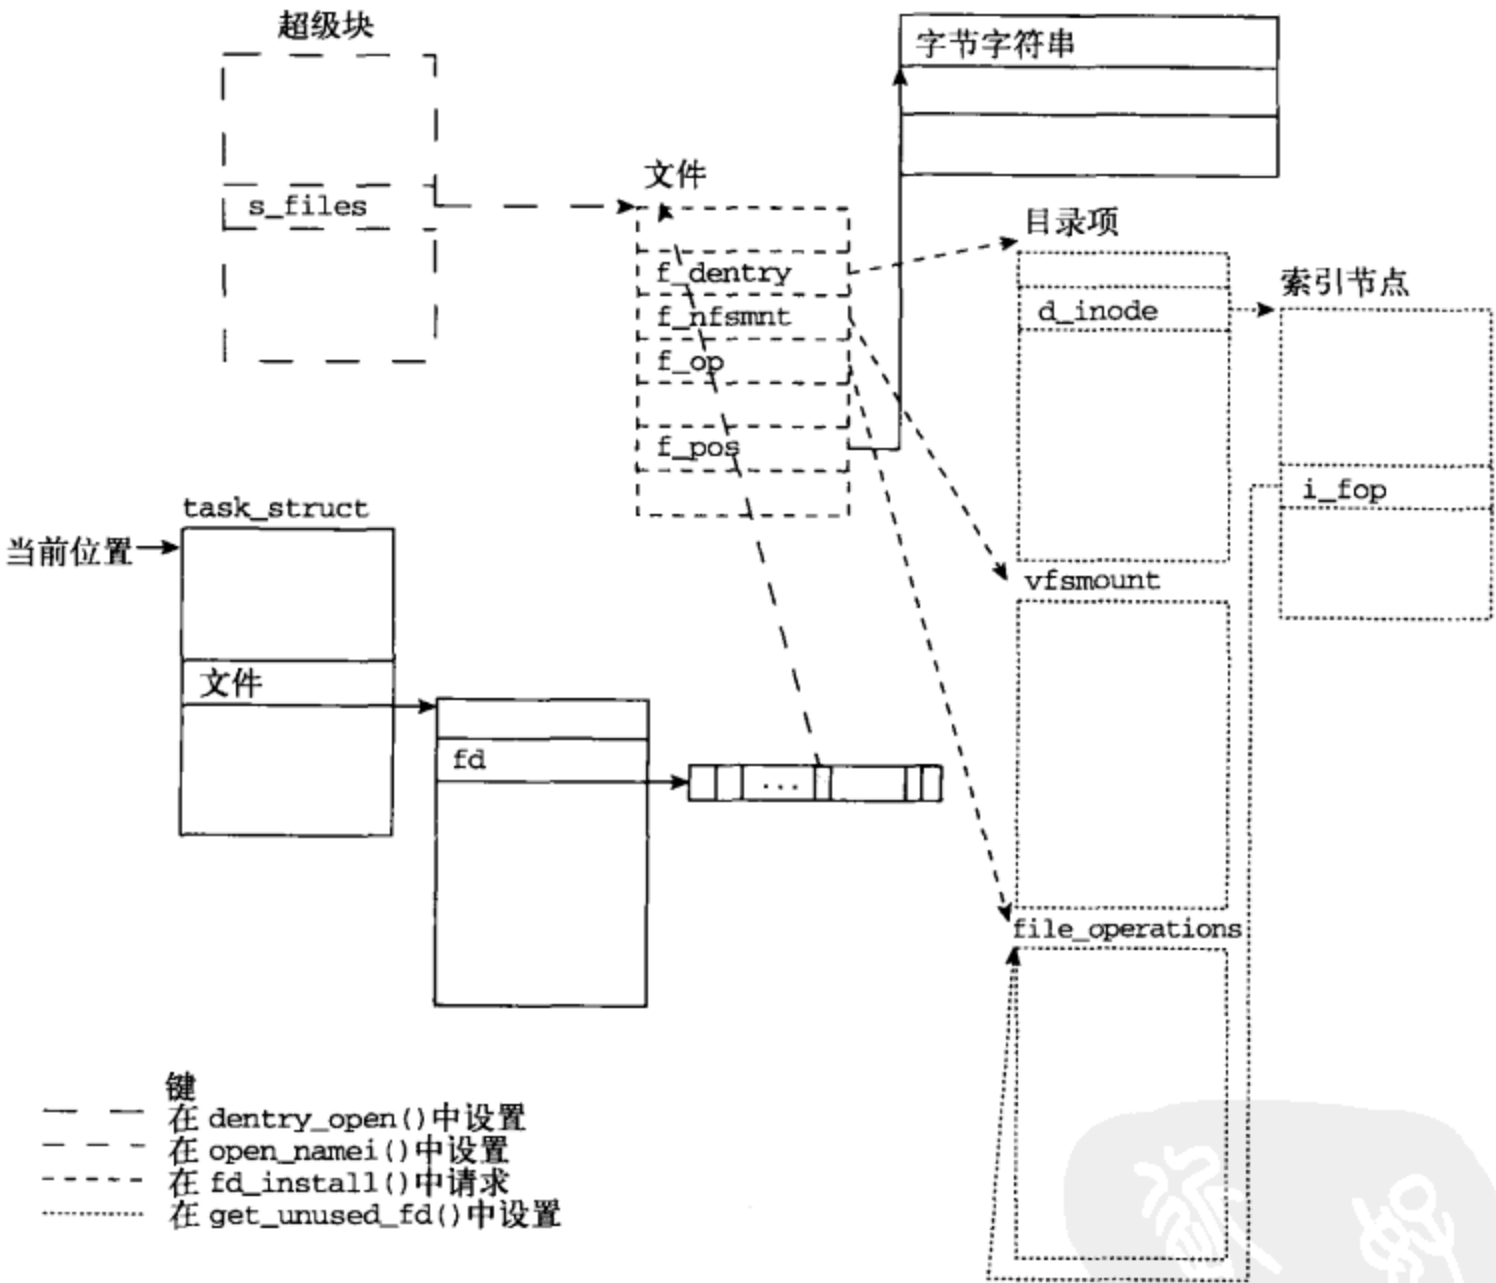 超级块
s_files
字节字符串
文件
f_dentry
f_nfsmnt
f_op
f_pos
目录项
d_inode
索引节点
i_fop
task_struct
当前位置
文件
fd
...
vfsmount
file_operations
键
在 dentry_open()中设置
在 open_namei()中设置
在 fd_install()中请求
在 get_unused_fd()中设置